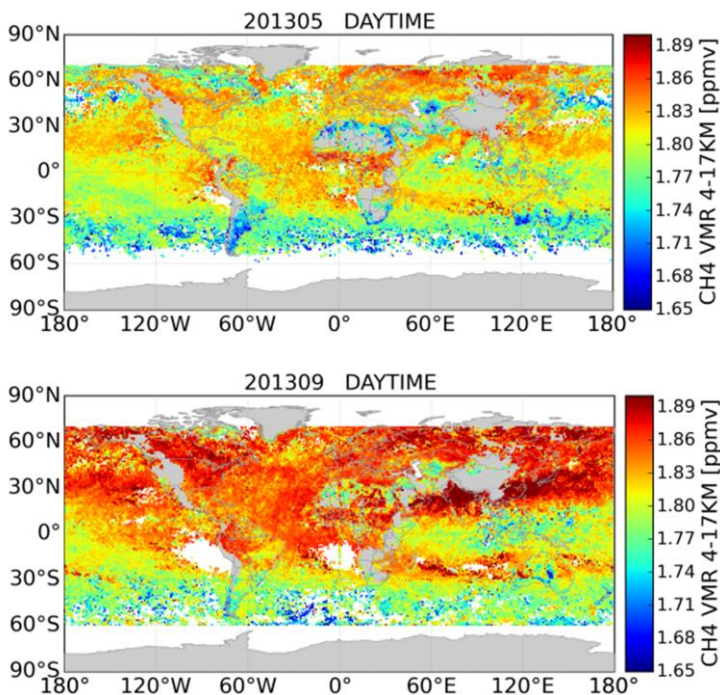 201305 DAYTIME
90°N
60°N
30°N
0°
30°S
60°S
90°S
180° 120°W 60°W 0° 60°E 120°E 180°
1.89
1.86
1.83
1.80
1.77
1.74
1.71
1.68
1.65
CH4 VMR 4-17KM [ppmv]
201309 DAYTIME
90°N
60°N
30°N
0°
30°S
60°S
90°S
180° 120°W 60°W 0° 60°E 120°E 180°
1.89
1.86
1.83
1.80
1.77
1.74
1.71
1.68
1.65
CH4 VMR 4-17KM [ppmv]